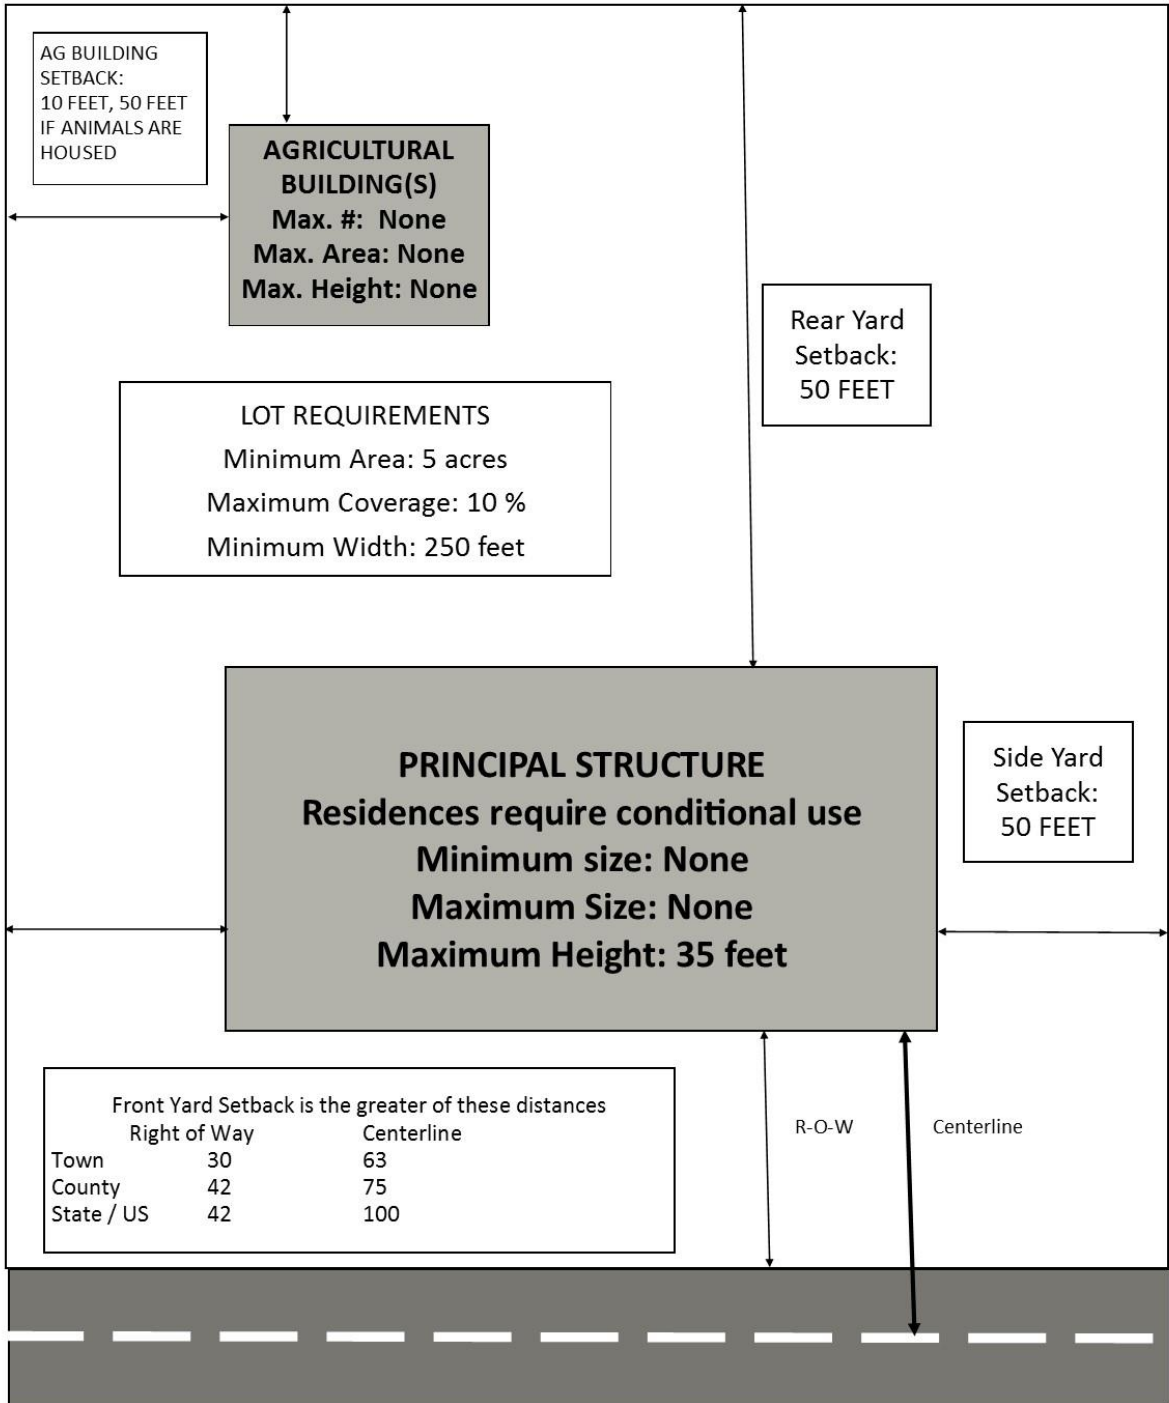 AG BUILDING
SETBACK:
10 FEET, 50 FEET
IF ANIMALS ARE
HOUSED
AGRICULTURAL
BUILDING(S)
Max. #: None
Max. Area: None
Max. Height: None
Rear Yard
Setback:
50 FEET
LOT REQUIREMENTS
Minimum Area: 5 acres
Maximum Coverage: 10 %
Minimum Width: 250 feet
PRINCIPAL STRUCTURE
Residences require conditional use
Minimum size: None
Maximum Size: None
Maximum Height: 35 feet
Side Yard
Setback:
50 FEET
Front Yard Setback is the greater of these distances
Right of Way Centerline
Town 30 63
County 42 75
State / US 42 100
R-O-W
Centerline